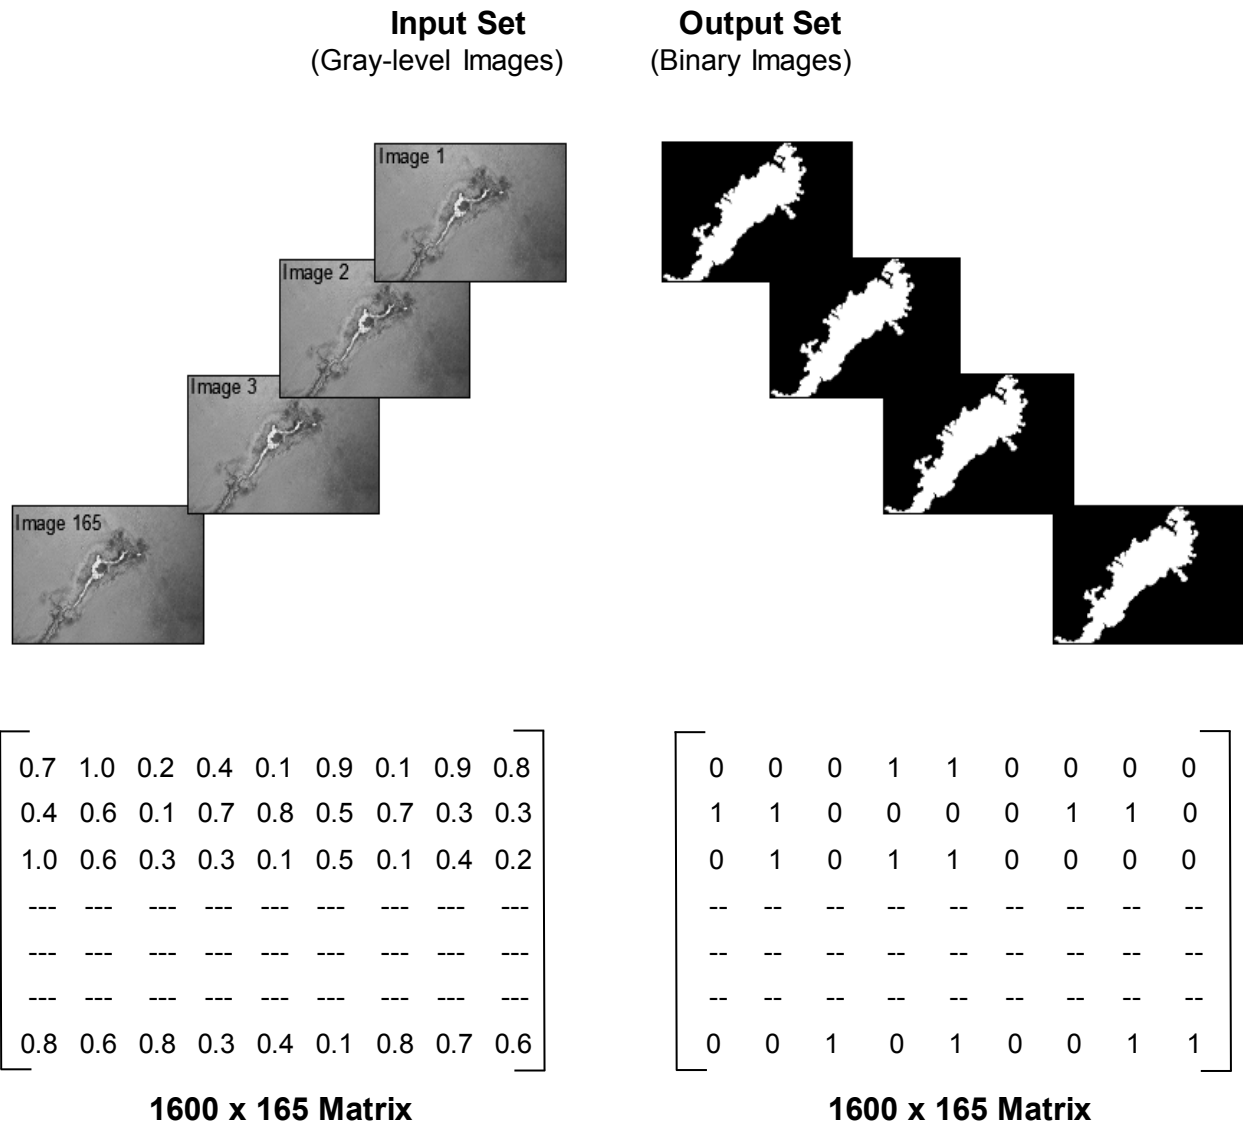 Input Set
(Gray-level Images)
Output Set
(Binary Images)
Image 1
Image 2
Image 3
Image 165
0.7 1.0 0.2 0.4 0.1 0.9 0.1 0.9 0.8
0.4 0.6 0.1 0.7 0.8 0.5 0.7 0.3 0.3
1.0 0.6 0.3 0.3 0.1 0.5 0.1 0.4 0.2
--- --- --- --- --- --- --- --- ---
--- --- --- --- --- --- --- --- ---
--- --- --- --- --- --- --- --- ---
0.8 0.6 0.8 0.3 0.4 0.1 0.8 0.7 0.6
1600 x 165 Matrix
0 0 0 1 1 0 0 0 0
1 1 0 0 0 0 1 1 0
0 1 0 1 1 0 0 0 0
-- -- -- -- -- -- -- -- --
-- -- -- -- -- -- -- -- --
-- -- -- -- -- -- -- -- --
0 0 1 0 1 0 0 1 1
1600 x 165 Matrix